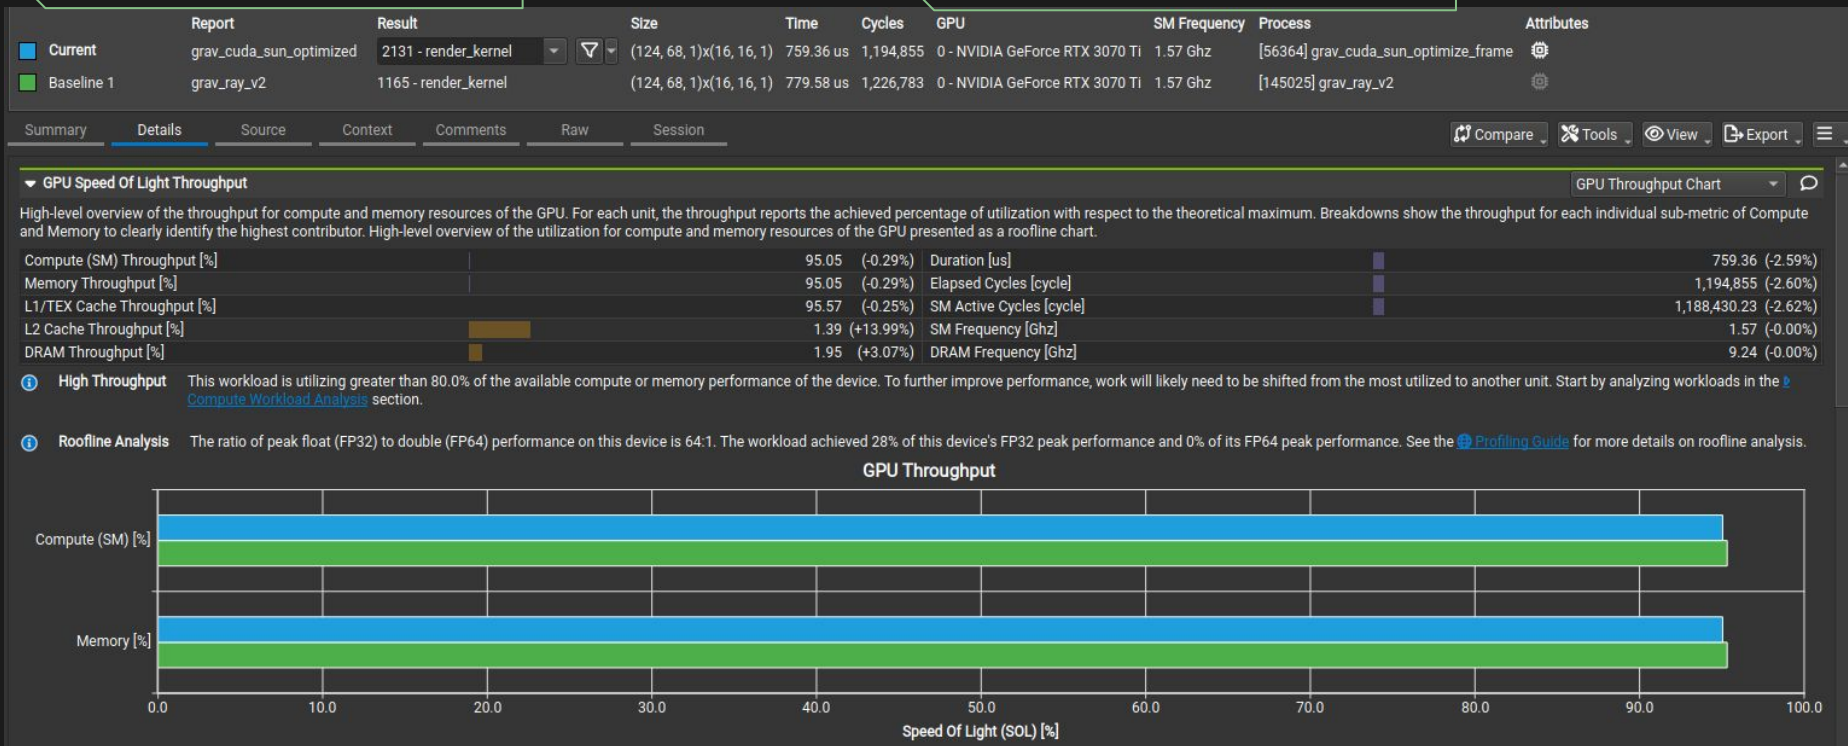 Report Result Size Time Cycles GPU SM Frequency Process Attributes
Current grav_cuda_sun_optimized 2131 - render_kernel (124, 68, 1)x(16, 16, 1) 759.36 us 1,194,855 0 - NVIDIA GeForce RTX 3070 Ti 1.57 Ghz [56364] grav_cuda_sun_optimize_frame
Baseline 1 grav_ray_v2 1165 - render_kernel (124, 68, 1)x(16, 16, 1) 779.58 us 1,226,783 0 - NVIDIA GeForce RTX 3070 Ti 1.57 Ghz [145025] grav_ray_v2
Summary Details Source Context Comments Raw Session Compare Tools View Export
GPU Speed Of Light Throughput GPU Throughput Chart
High-level overview of the throughput for compute and memory resources of the GPU. For each unit, the throughput reports the achieved percentage of utilization with respect to the theoretical maximum. Breakdowns show the throughput for each individual sub-metric of Compute
and Memory to clearly identify the highest contributor. High-level overview of the utilization for compute and memory resources of the GPU presented as a roofline chart.
Compute (SM) Throughput [%] 95.05 (-0.29%) Duration [us] 759.36 (-2.59%)
Memory Throughput [%] 95.05 (-0.29%) Elapsed Cycles [cycle] 1,194,855 (-2.60%)
L1/TEX Cache Throughput [%] 95.57 (-0.25%) SM Active Cycles [cycle] 1,188,430.23 (-2.62%)
L2 Cache Throughput [%] 1.39 (+13.99%) SM Frequency [Ghz] 1.57 (-0.00%)
DRAM Throughput [%] 1.95 (+3.07%) DRAM Frequency [Ghz] 9.24 (-0.00%)
High Throughput This workload is utilizing greater than 80.0% of the available compute or memory performance of the device. To further improve performance, work will likely need to be shifted from the most utilized to another unit. Start by analyzing workloads in the
Compute Workload Analysis section.
Roofline Analysis The ratio of peak float (FP32) to double (FP64) performance on this device is 64:1. The workload achieved 28% of this device's FP32 peak performance and 0% of its FP64 peak performance. See the Profiling Guide for more details on roofline analysis.
GPU Throughput
Compute (SM) [%]
Memory [%]
0.0 10.0 20.0 30.0 40.0 50.0 60.0 70.0 80.0 90.0 100.0
Speed Of Light (SOL) [%]